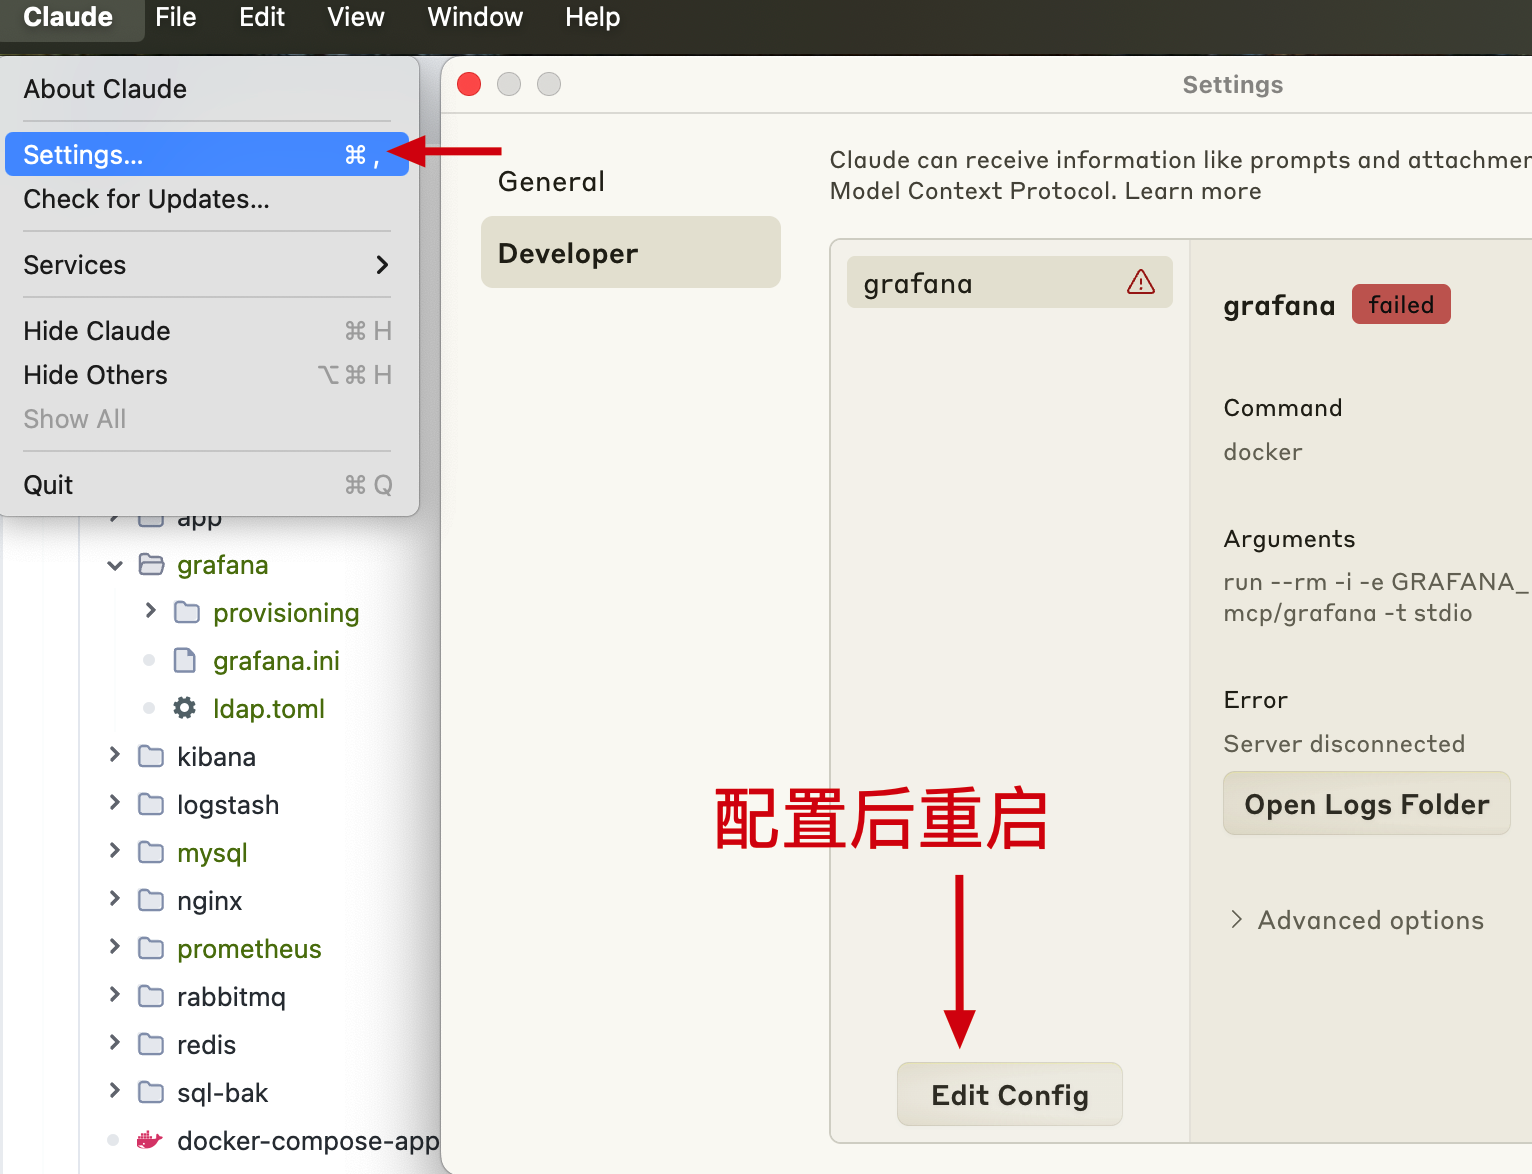 Claude File Edit View Window Help
About Claude
Settings... ⌘ ,
Check for Updates...
Services
Hide Claude ⌘ H
Hide Others ⌥ ⌘ H
Show All
Quit ⌘ Q
app
grafana
provisioning
grafana.ini
ldap.toml
kibana
logstash
mysql
nginx
prometheus
rabbitmq
redis
sql-bak
docker-compose-app
Settings
General
Developer
Claude can receive information like prompts and
Model Context Protocol. Learn more
grafana
grafana failed
Command
docker
Arguments
run --rm -i -e GRAFANA_
mcp/grafana -t stdio
Error
Server disconnected
Open Logs Folder
Advanced options
配置后重启
Edit Config